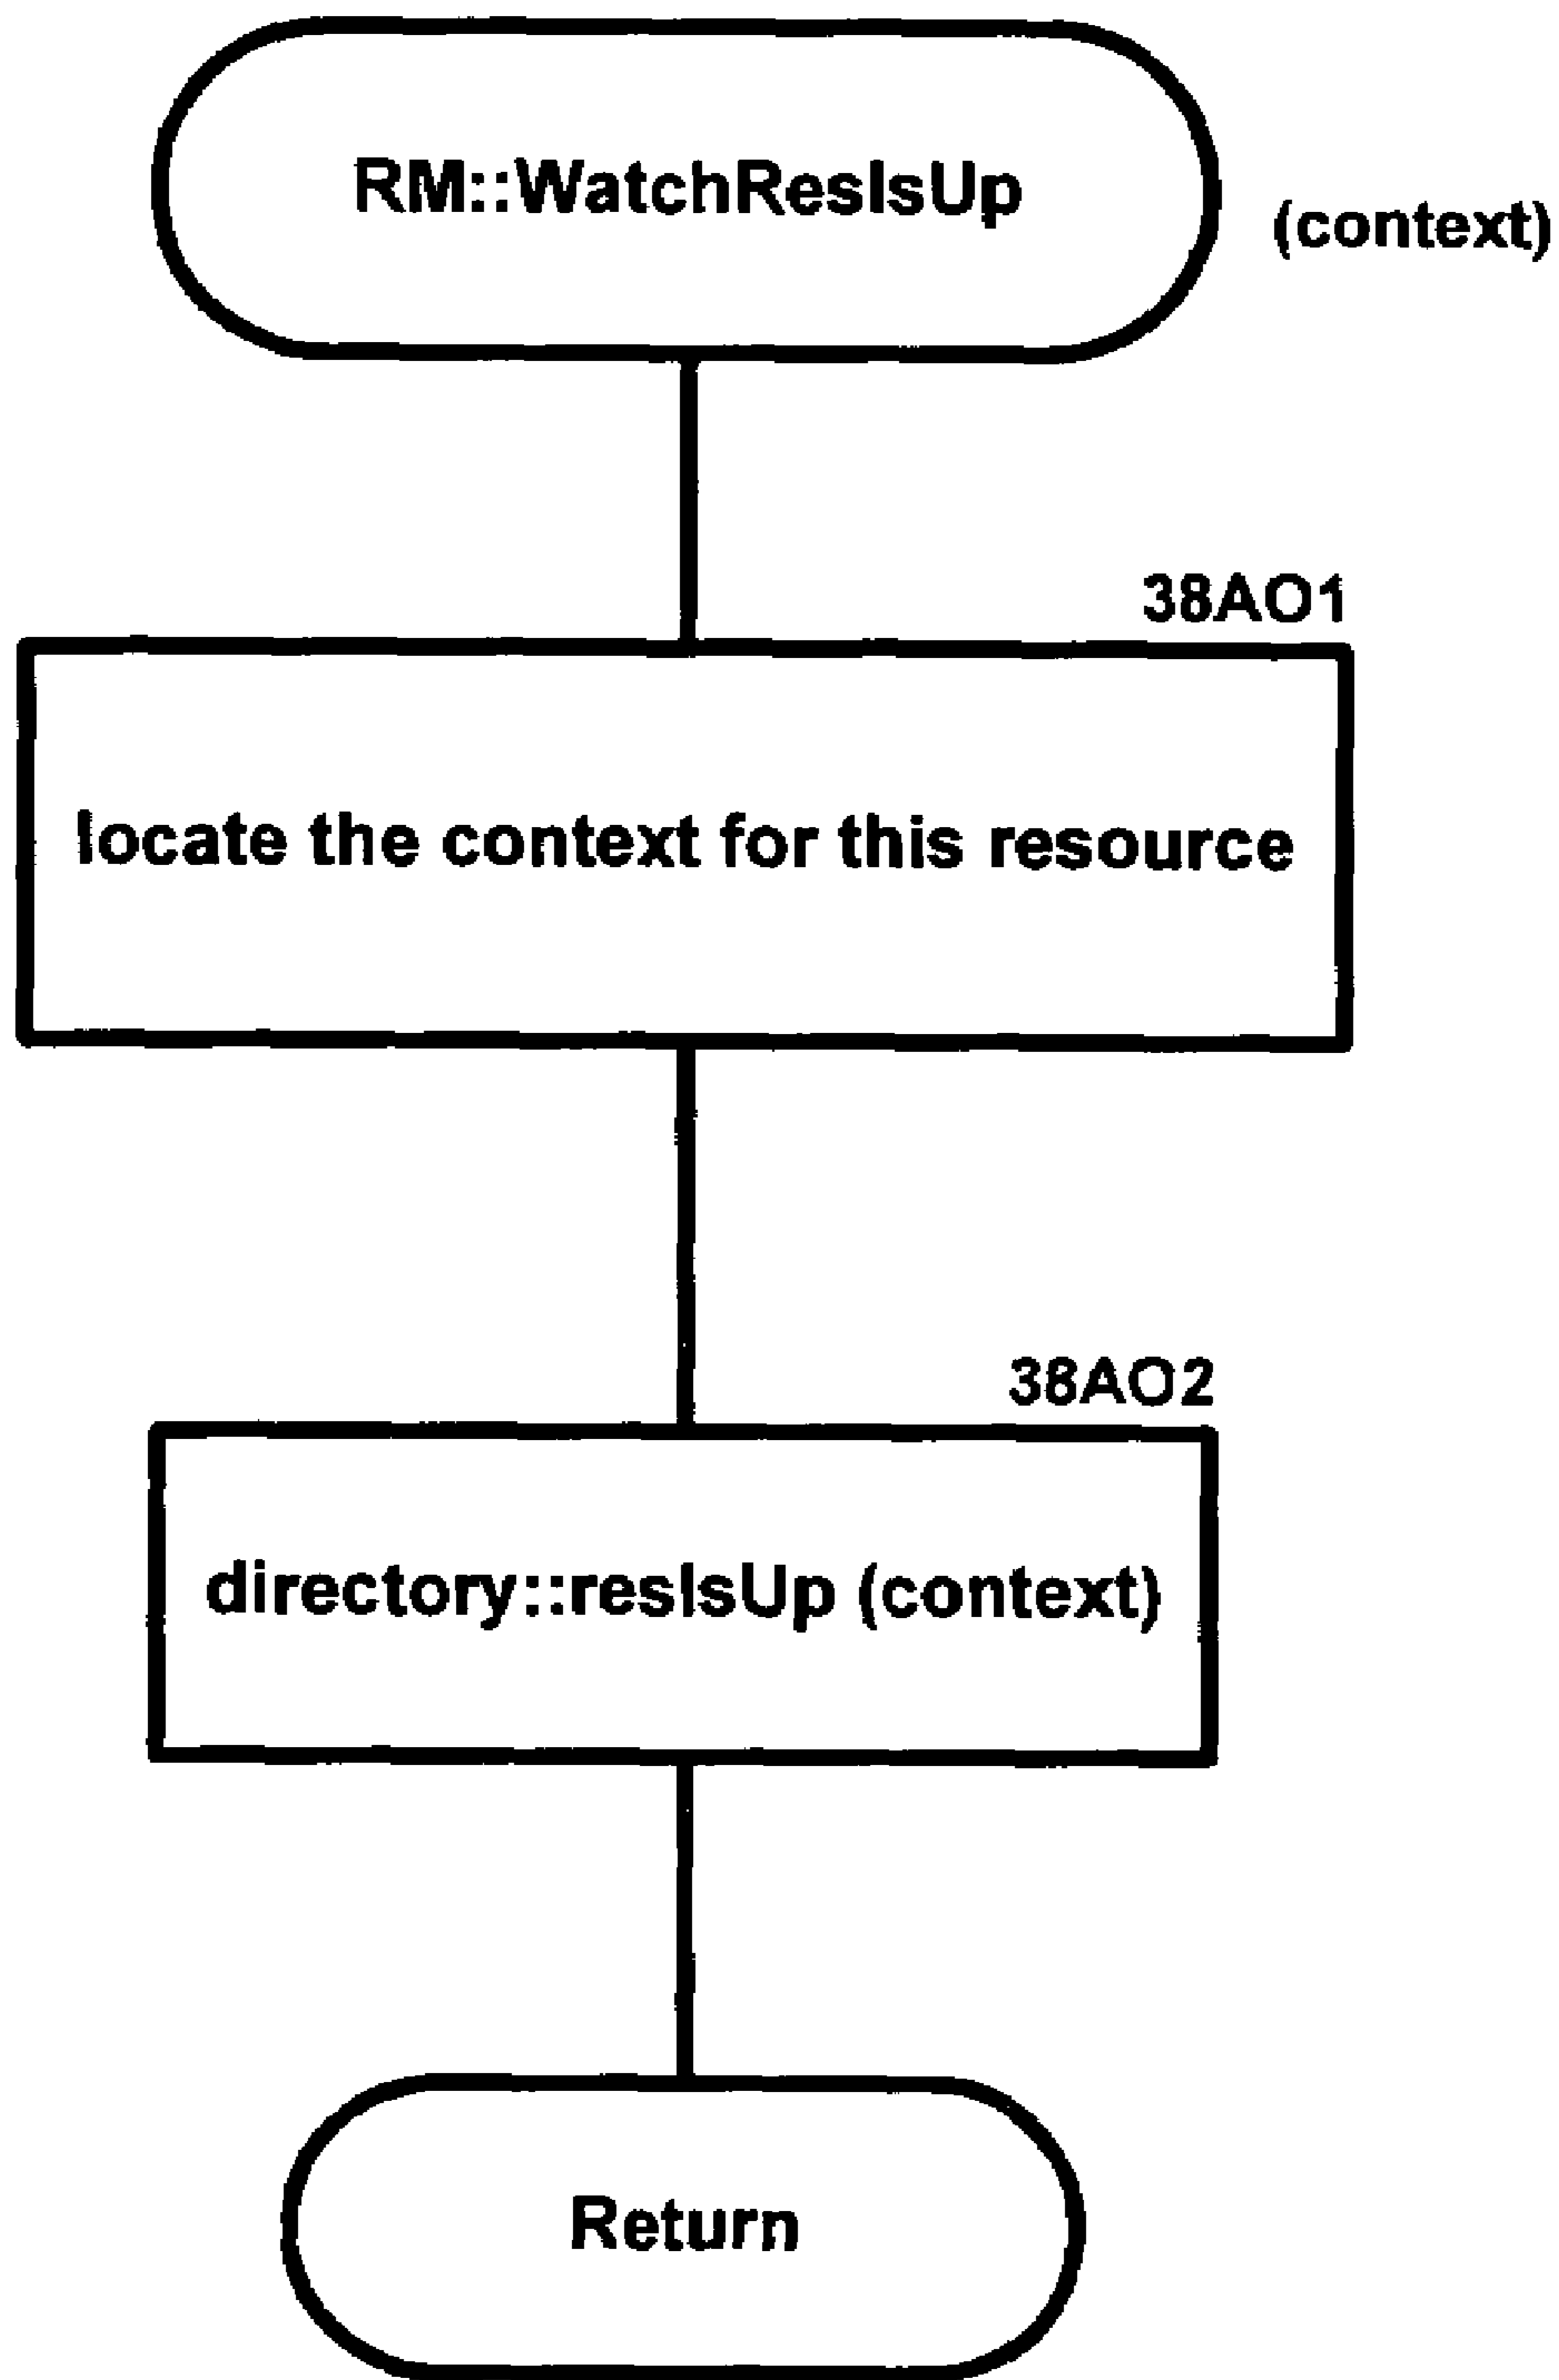 RM::WatchResIsUp
(context)
38AO1
locate the context for this resource
38AO2
directory::resIsUp (context)
Return